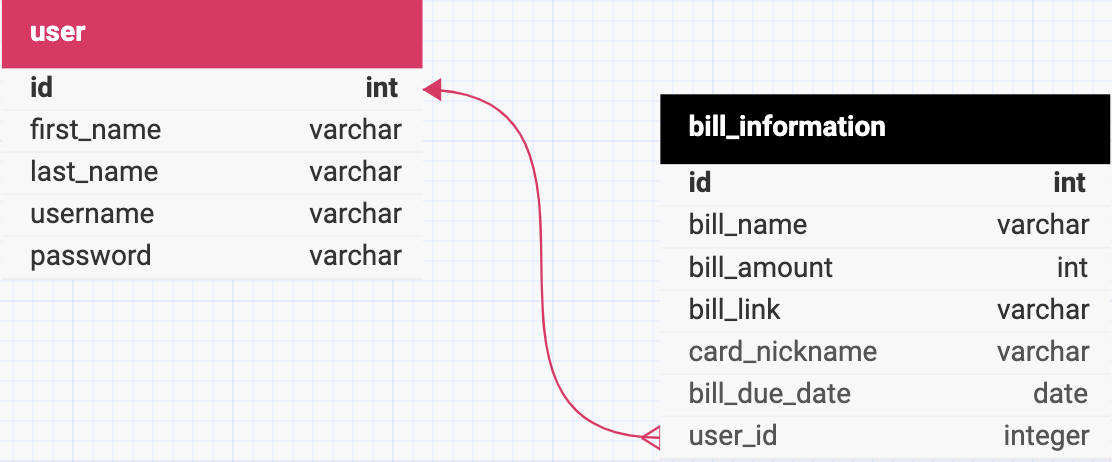 user
id int
first_name varchar
last_name varchar
username varchar
password varchar
bill_information
id int
bill_name varchar
bill_amount int
bill_link varchar
card_nickname varchar
bill_due_date date
user_id integer